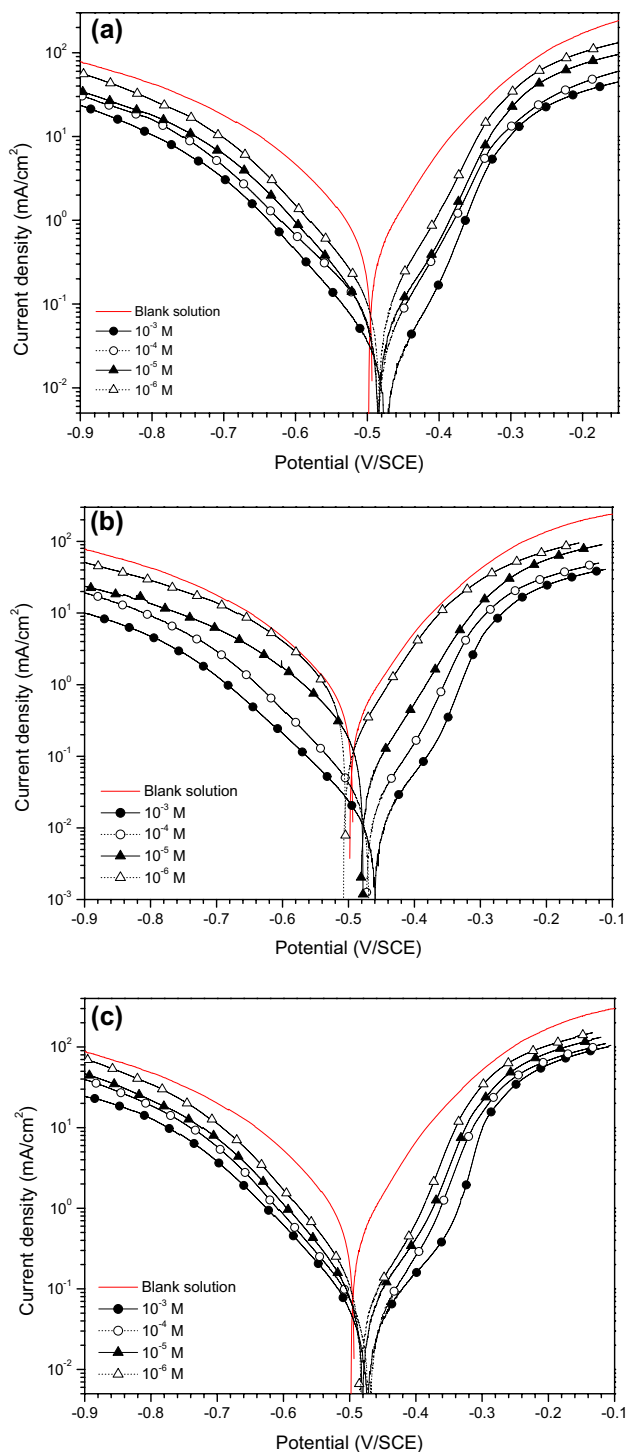 (a)
10²
10¹
10⁰
10⁻¹
10⁻²
Current density (mA/cm²)
Blank solution
10⁻³ M
10⁻⁴ M
10⁻⁵ M
10⁻⁶ M
-0.9 -0.8 -0.7 -0.6 -0.5 -0.4 -0.3 -0.2
Potential (V/SCE)
(b)
10²
10¹
10⁰
10⁻¹
10⁻²
10⁻³
Current density (mA/cm²)
Blank solution
10⁻³ M
10⁻⁴ M
10⁻⁵ M
10⁻⁶ M
-0.9 -0.8 -0.7 -0.6 -0.5 -0.4 -0.3 -0.2 -0.1
Potential (V/SCE)
(c)
10²
10¹
10⁰
10⁻¹
10⁻²
Current density (mA/cm²)
Blank solution
10⁻³ M
10⁻⁴ M
10⁻⁵ M
10⁻⁶ M
-0.9 -0.8 -0.7 -0.6 -0.5 -0.4 -0.3 -0.2 -0.1
Potential (V/SCE)